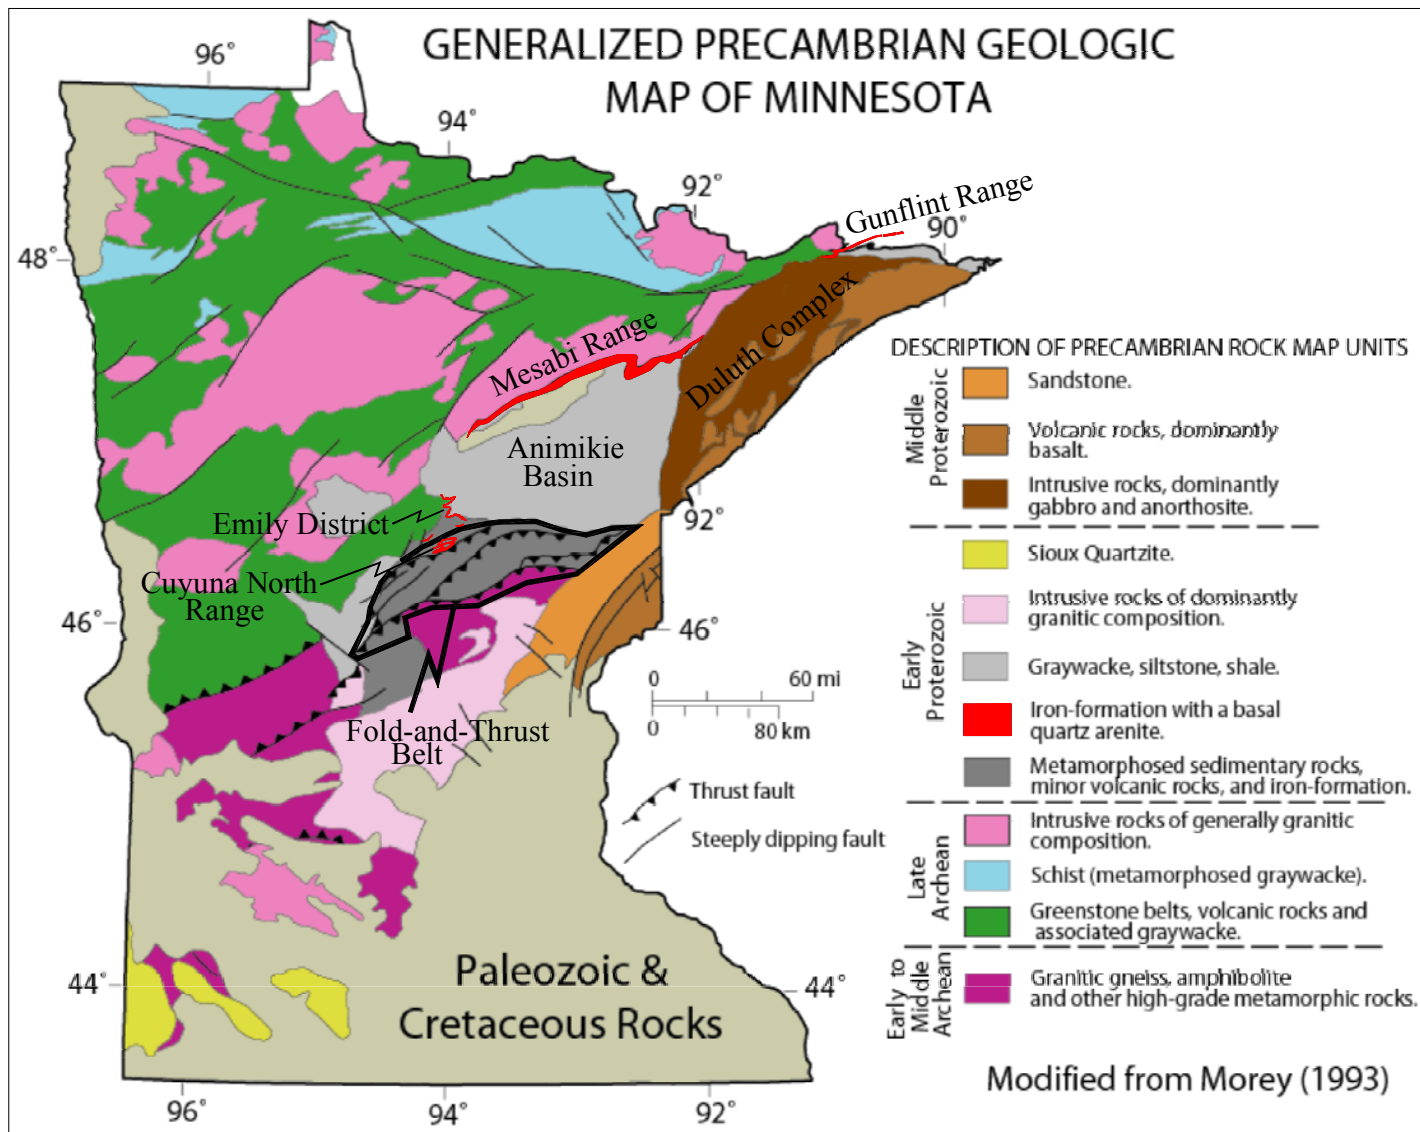 GENERALIZED PRECAMBRIAN GEOLOGIC
MAP OF MINNESOTA
96°
94°
92°
90°
Gunflint Range
48°
Duluth Complex
Mesabi Range
Animikie
Basin
Emily District
92°
Cuyuna North
Range
46°
46°
0 60 mi
0 80 km
Fold-and-Thrust
Belt
Thrust fault
Steeply dipping fault
Paleozoic &
Cretaceous Rocks
44°
44°
96°
94°
92°
DESCRIPTION OF PRECAMBRIAN ROCK MAP UNITS
Middle
Proterozoic
Sandstone.
Volcanic rocks, dominantly
basalt.
Intrusive rocks, dominantly
gabbro and anorthosite.
Early
Proterozoic
Sioux Quartzite.
Intrusive rocks of dominantly
granitic composition.
Graywacke, siltstone, shale.
Iron-formation with a basal
quartz arenite.
Metamorphosed sedimentary rocks,
minor volcanic rocks, and iron-formation.
Late
Archean
Intrusive rocks of generally granitic
composition.
Schist (metamorphosed graywacke).
Greenstone belts, volcanic rocks and
associated graywacke.
Early to
Middle
Archean
Granitic gneiss, amphibolite
and other high-grade metamorphic rocks.
Modified from Morey (1993)